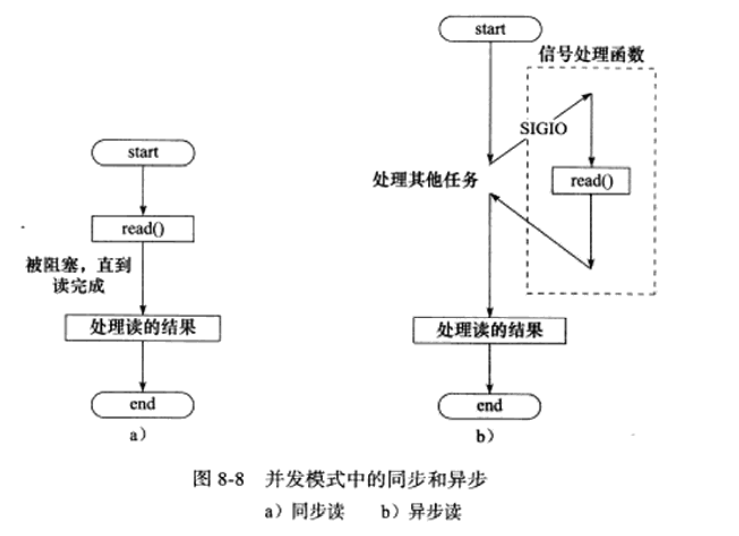 start
read()
被阻塞，直到
读完成
处理读的结果
end
a）
start
信号处理函数
SIGIO
处理其他任务
read()
处理读的结果
end
b）
图 8-8 并发模式中的同步和异步
a）同步读 b）异步读